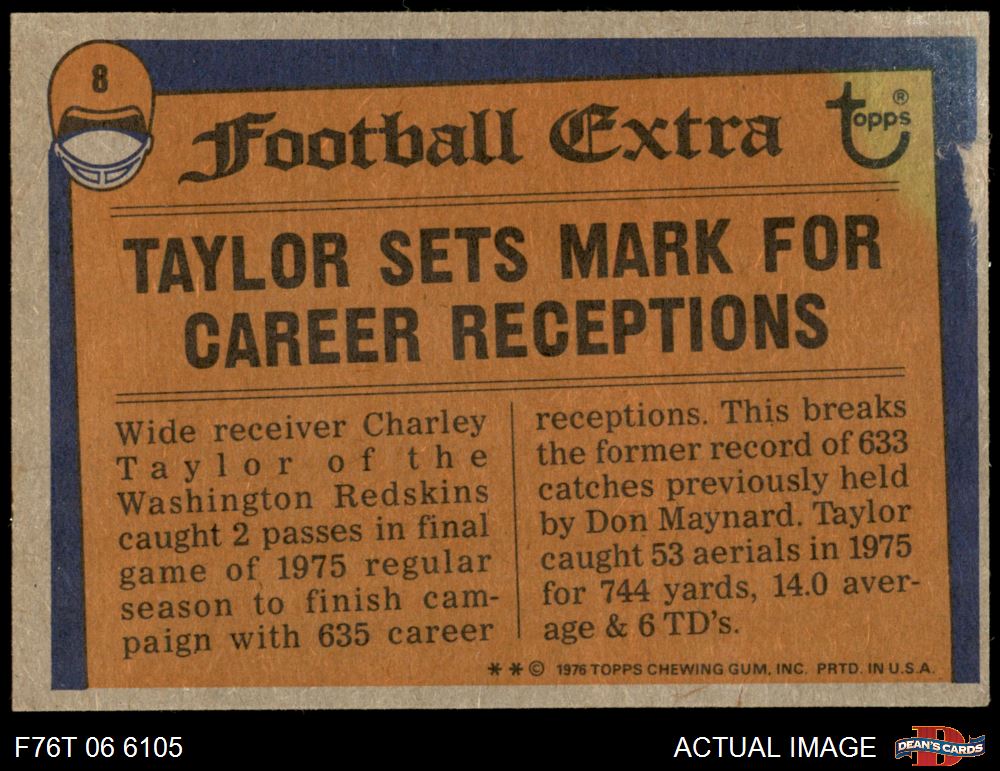 8
Football Extra
topps®
TAYLOR SETS MARK FOR
CAREER RECEPTIONS
Wide receiver Charley
Taylor of the
Washington Redskins
caught 2 passes in final
game of 1975 regular
season to finish cam-
paign with 635 career
receptions. This breaks
the former record of 633
catches previously held
by Don Maynard. Taylor
caught 53 aerials in 1975
for 744 yards, 14.0 aver-
age & 6 TD's.
* * © 1976 TOPPS CHEWING GUM, INC. PRTD. IN U.S.A.
F76T 06 6105
ACTUAL IMAGE
D
DEAN'S CARDS